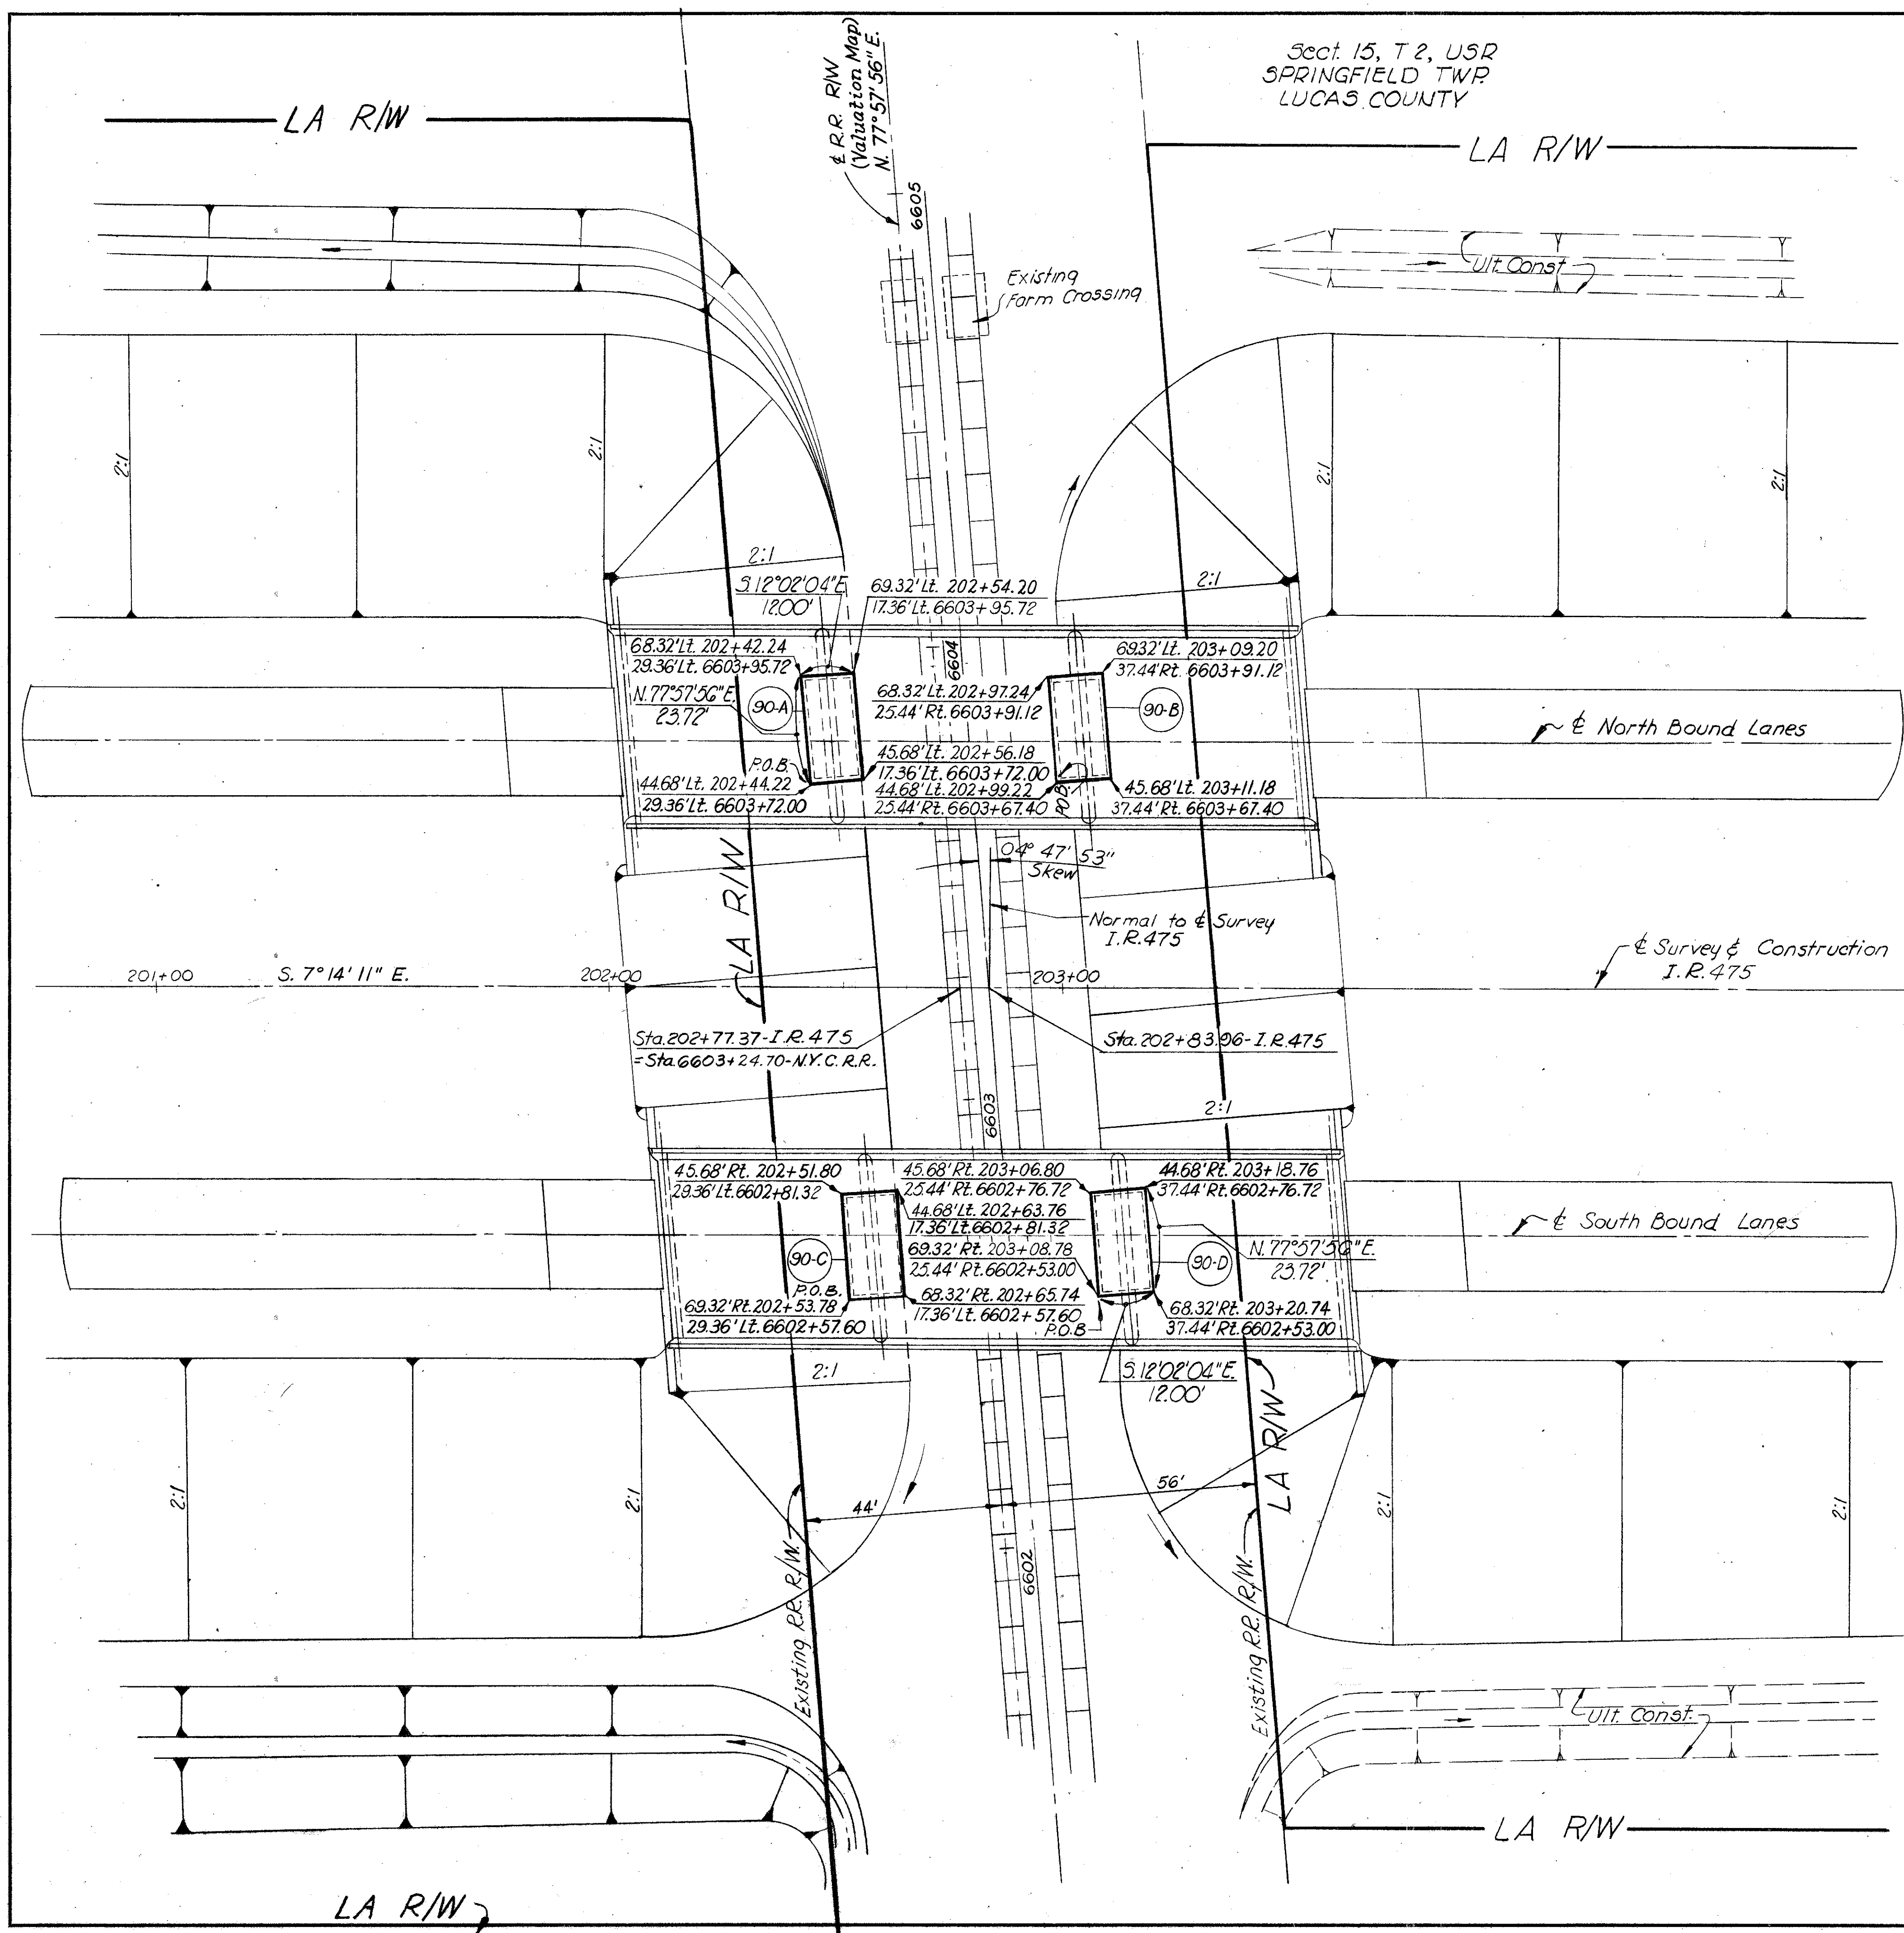 Sect. 15, T 2, USR
SPRINGFIELD TWP.
LUCAS COUNTY
LA R/W
℄ R.R. R/W
(Valuation Map)
N. 77°57'56" E.
LA R/W
6605
Existing
Farm Crossing
Ult. Const.
2:1
2:1
2:1
2:1
2:1
2:1
S.12°02'04"E
12.00'
69.32' Lt. 202+54.20
17.36' Lt. 6603+95.72
68.32' Lt. 202+42.24
29.36' Lt. 6603+95.72
6604
69.32' Lt. 203+09.20
37.44' Rt. 6603+91.12
N.77°57'56"E.
23.72'
90-A
68.32' Lt. 202+97.24
25.44' Rt. 6603+91.12
90-B
℄ North Bound Lanes
P.O.B.
45.68' Lt. 202+56.18
17.36' Lt. 6603+72.00
44.68' Lt. 202+44.22
29.36' Lt. 6603+72.00
44.68' Lt. 202+99.22
25.44' Rt. 6603+67.40
P.O.B.
45.68' Lt. 203+11.18
37.44' Rt. 6603+67.40
04° 47' 53"
Skew
LA R/W
Normal to ℄ Survey
I.R. 475
℄ Survey & Construction
I.R. 475
201+00
S. 7°14'11" E.
202+00
203+00
Sta. 202+77.37-I.R. 475
=Sta. 6603+24.70-N.Y.C.R.R.
Sta. 202+83.96-I.R. 475
6603
2:1
45.68' Rt. 202+51.80
29.36' Lt. 6602+81.32
45.68' Rt. 203+06.80
25.44' Rt. 6602+76.72
44.68' Rt. 203+18.76
37.44' Rt. 6602+76.72
44.68' Lt. 202+63.76
17.36' Lt. 6602+81.32
℄ South Bound Lanes
90-C
69.32' Rt. 203+08.78
25.44' Rt. 6602+53.00
90-D
N.77°57'56"E.
23.72'
P.O.B.
69.32' Rt. 202+53.78
29.36' Lt. 6602+57.60
68.32' Rt. 202+65.74
17.36' Lt. 6602+57.60
P.O.B
68.32' Rt. 203+20.74
37.44' Rt. 6602+53.00
2:1
S.12°02'04"E.
12.00'
LA R/W
2:1
2:1
44'
56'
2:1
2:1
6602
Existing R.R. R/W.
Existing R.R. R/W.
Ult. Const.
LA R/W
LA R/W